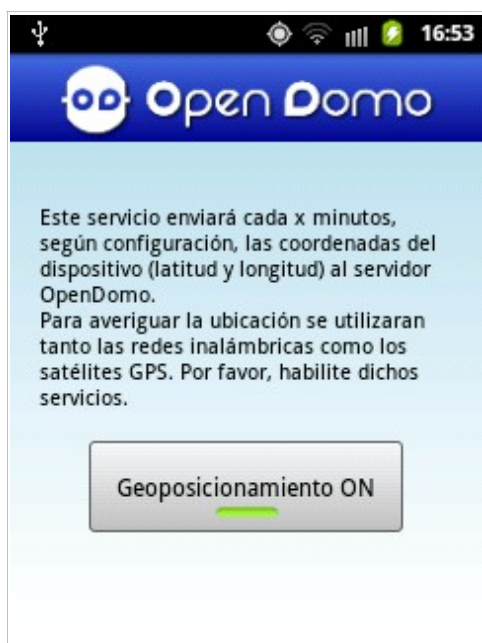 16:53
Open Domo
Este servicio enviará cada x minutos,
según configuración, las coordenadas del
dispositivo (latitud y longitud) al servidor
OpenDomo.
Para averiguar la ubicación se utilizaran
tanto las redes inalámbricas como los
satélites GPS. Por favor, habilite dichos
servicios.
Geoposicionamiento ON